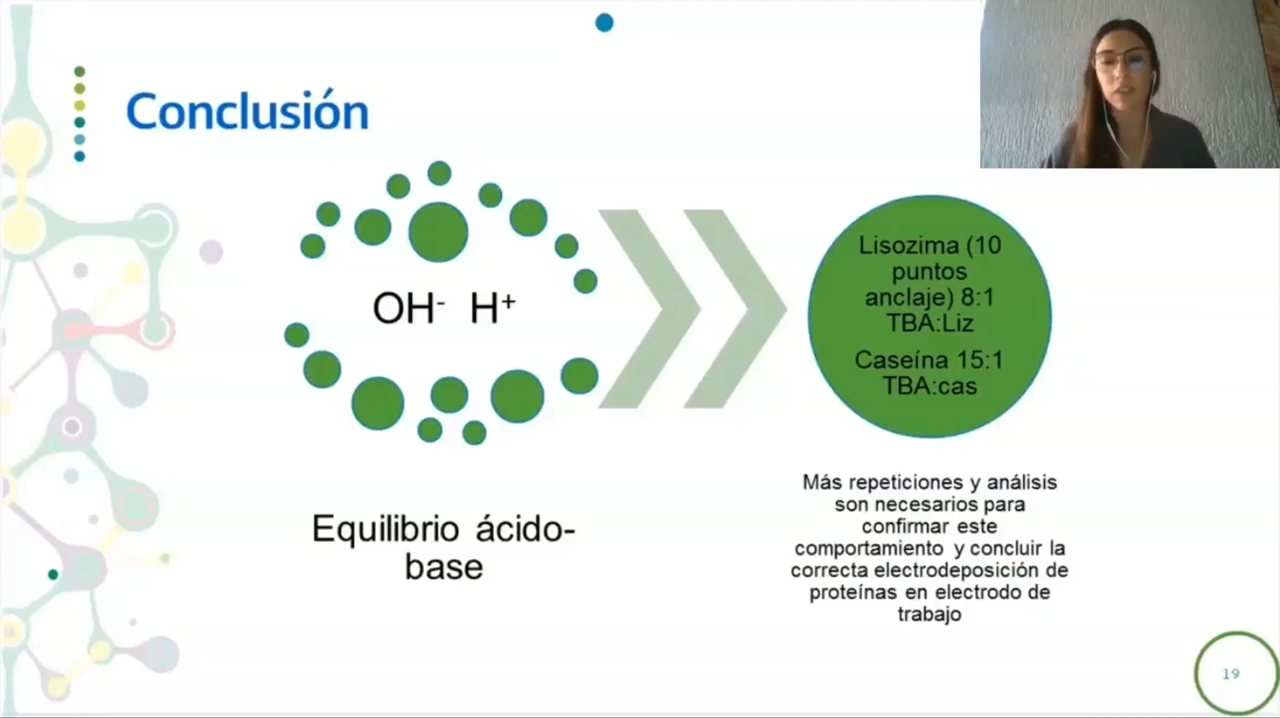 Conclusión
OH- H+
Equilibrio ácido-
base
Lisozima (10
puntos
anclaje) 8:1
TBA:Liz
Caseína 15:1
TBA:cas
Más repeticiones y análisis
son necesarios para
confirmar este
comportamiento y concluir la
correcta electrodeposición de
proteínas en electrodo de
trabajo
19